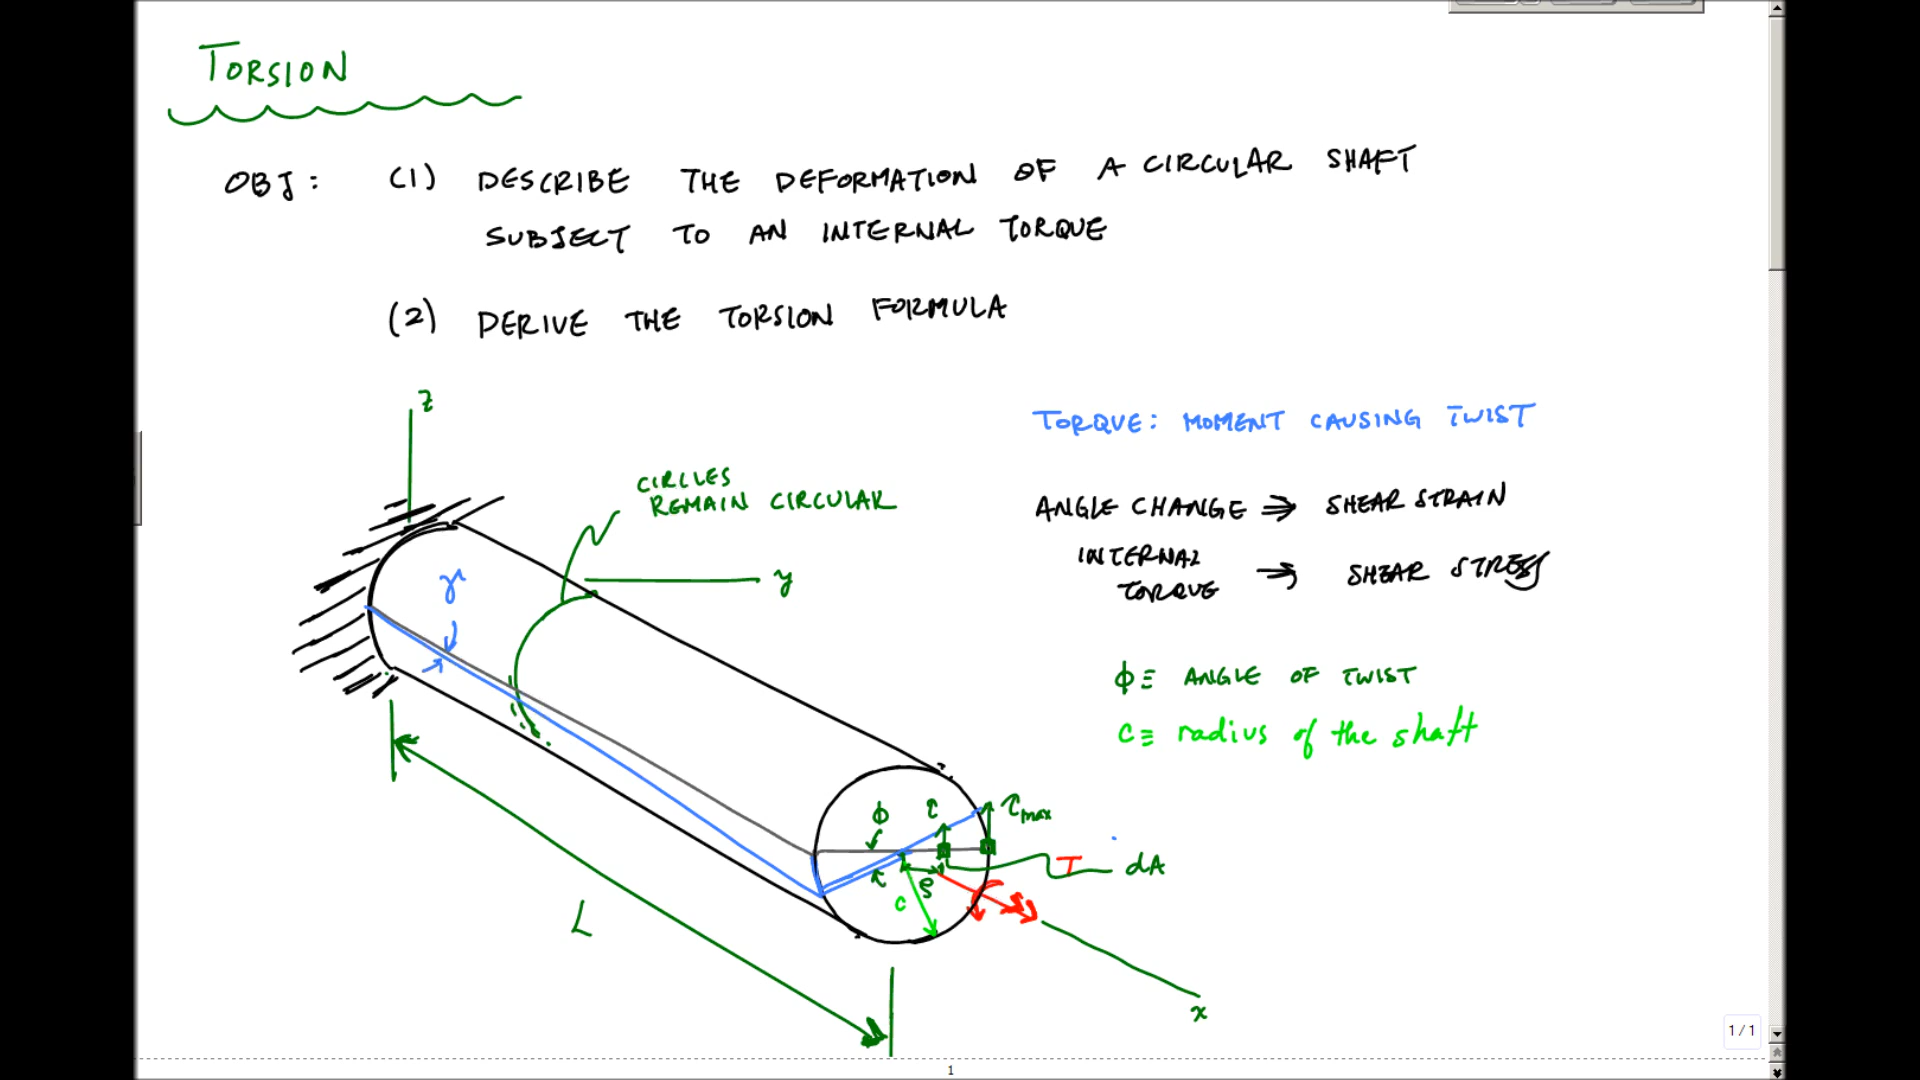 TORSION
OBJ: (1) DESCRIBE THE DEFORMATION OF A CIRCULAR SHAFT
SUBJECT TO AN INTERNAL TORQUE
(2) DERIVE THE TORSION FORMULA
z
TORQUE: MOMENT CAUSING TWIST
CIRCLES
REMAIN CIRCULAR
ANGLE CHANGE ⇒ SHEAR STRAIN
INTERNAL
TORQUE ⇒ SHEAR STRESS
γ
y
ϕ ≡ ANGLE OF TWIST
c ≡ radius of the shaft
ϕ τ τmax
T dA
ρ
c
L
x
1/1
1